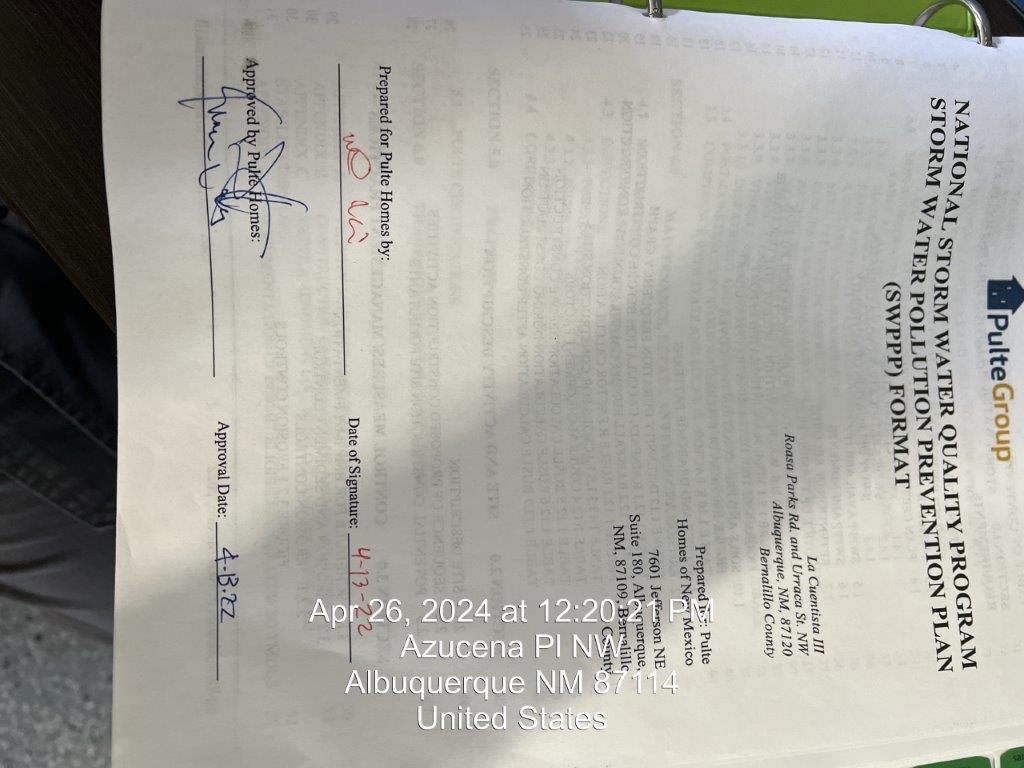 PulteGroup
NATIONAL STORM WATER QUALITY PROGRAM
STORM WATER POLLUTION PREVENTION PLAN
(SWPPP) FORMAT
La Cuentista III
Roasa Parks Rd. and Urraca St. NW
Albuquerque, NM, 87120
Bernalillo County
Prepared for: Pulte
Homes of New Mexico
7601 Jefferson NE
Suite 180, Albuquerque,
NM, 87109, Bernalillo
County
Prepared for Pulte Homes by:
Date of Signature: 4-13-22
Approved by Pulte Homes:
Approval Date: 4-13-22
Apr 26, 2024 at 12:20:21 PM
Azucena Pl NW
Albuquerque NM 87114
United States